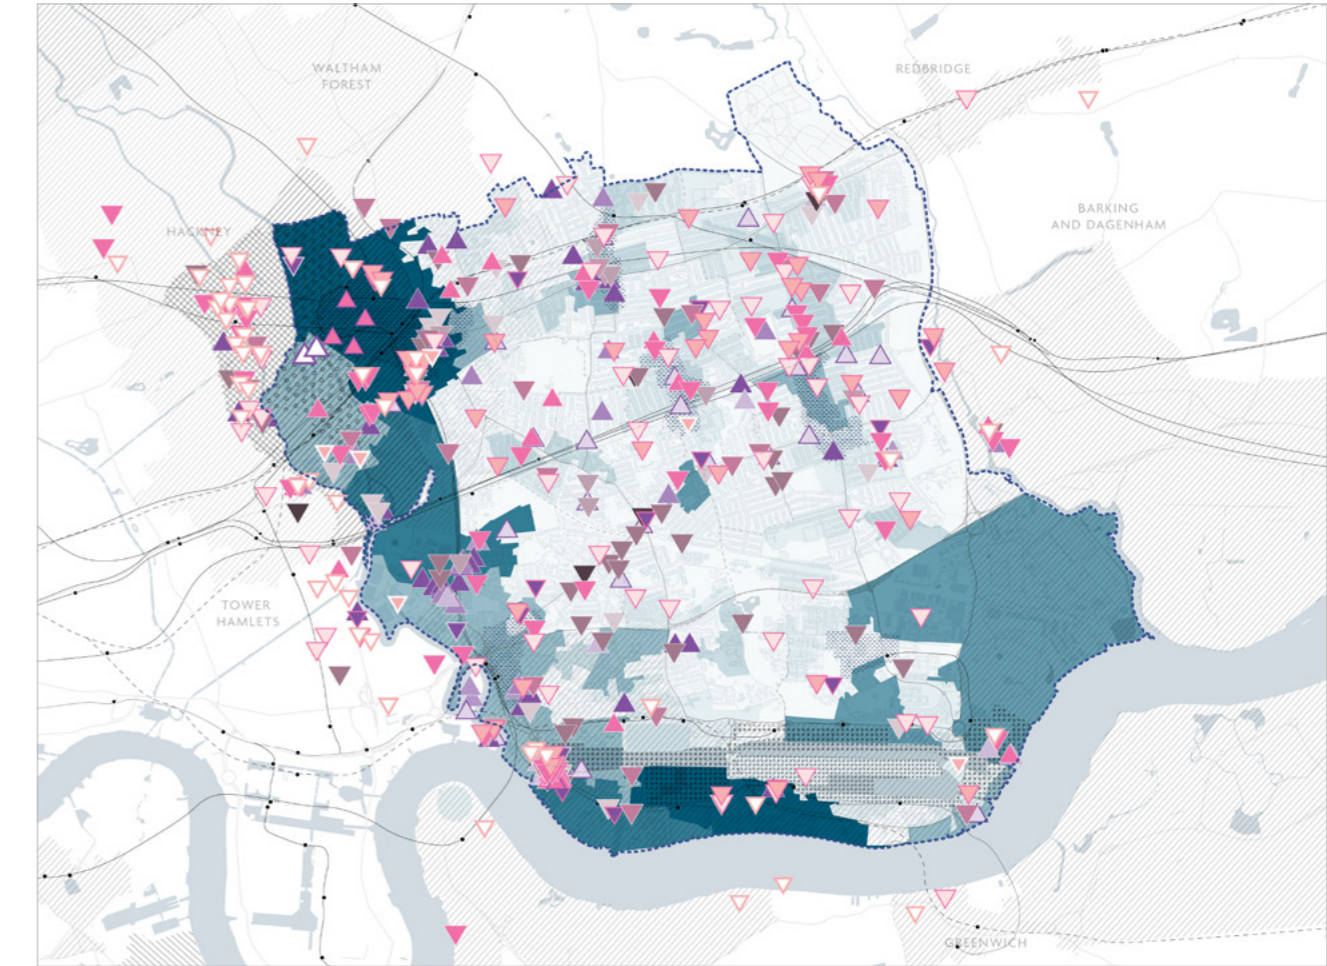 WALTHAM
FOREST
REDBRIDGE
HACKNEY
BARKING
AND DAGENHAM
TOWER
HAMLETS
GREENWICH